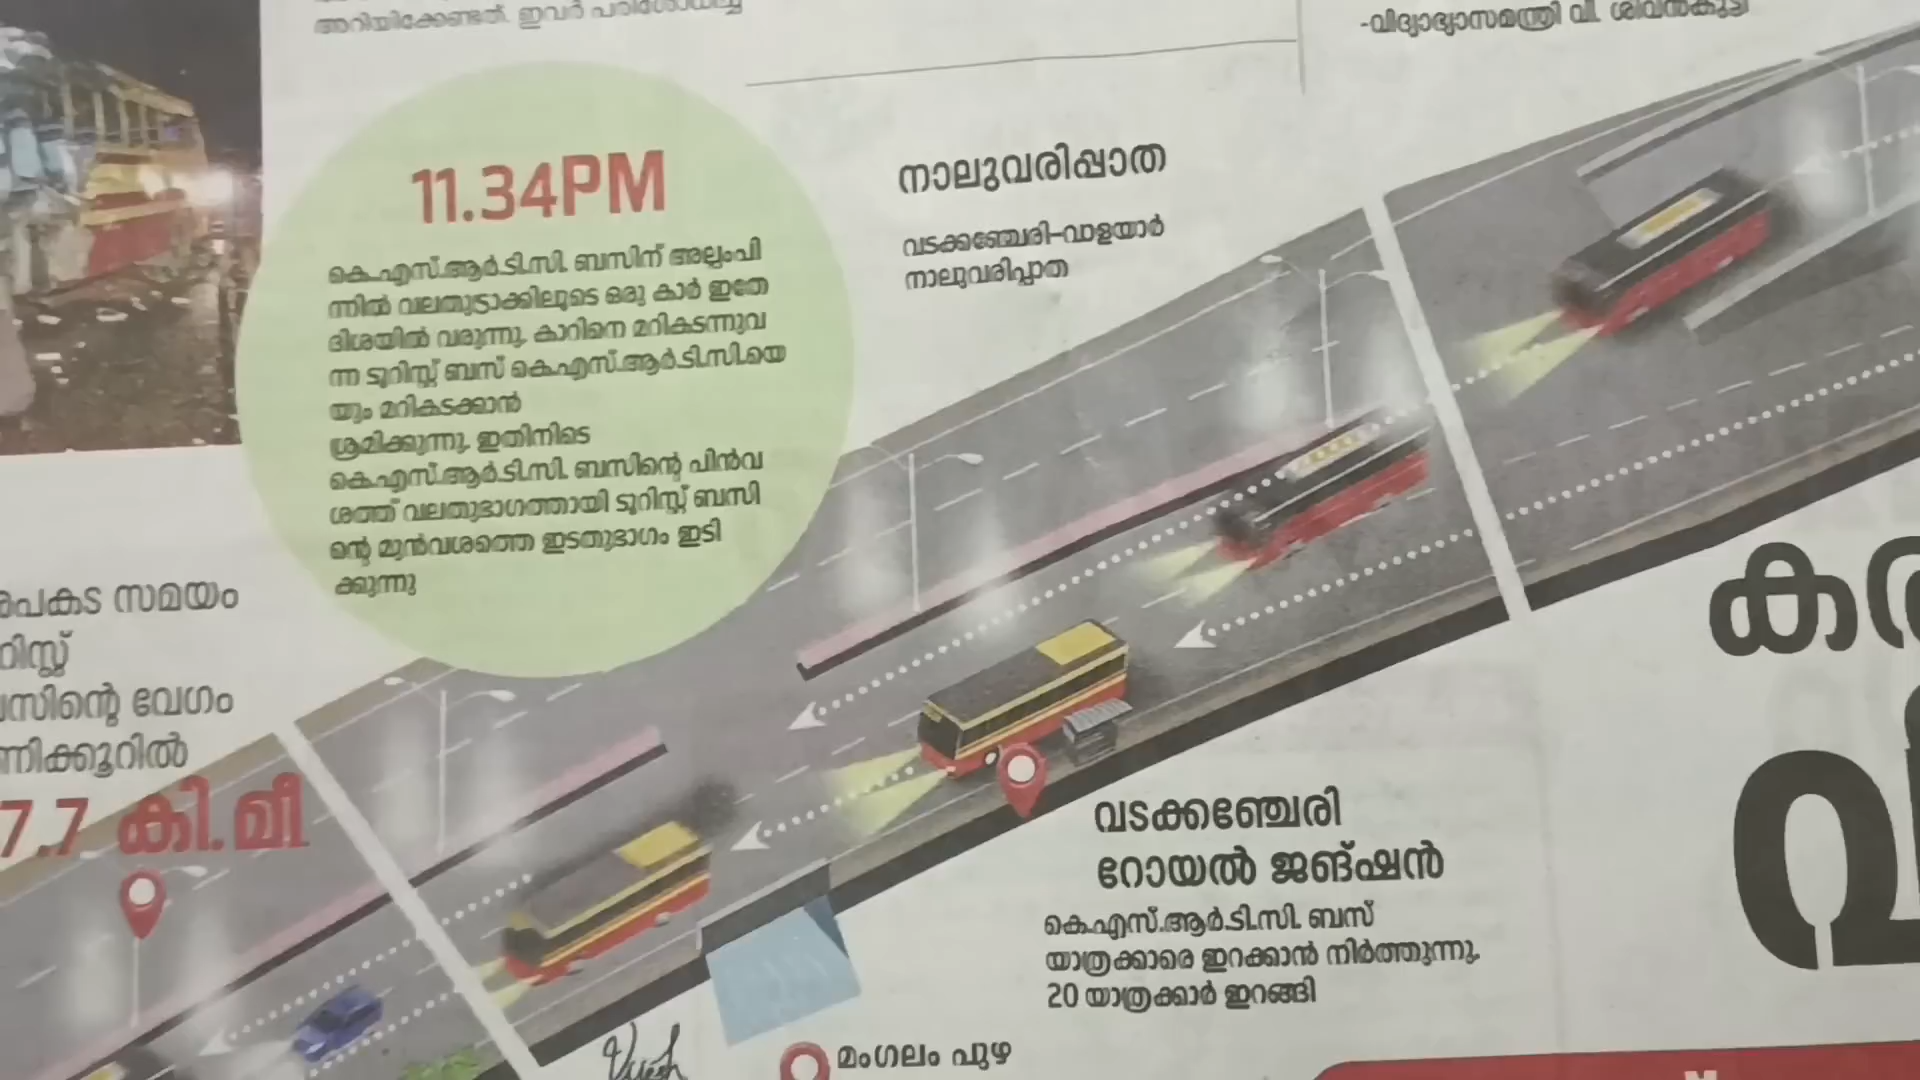 അറിയിക്കേണ്ടത്. ഇവർ പരിശോധിച്ച്
-വിദ്യാഭ്യാസമന്ത്രി വി. ശിവൻകുട്ടി
11.34PM
കെ.എസ്.ആർ.ടി.സി. ബസിന് അല്പംപി
ന്നിൽ വലതുട്രാക്കിലൂടെ ഒരു കാർ ഇതേ
ദിശയിൽ വരുന്നു. കാറിനെ മറികടന്നുവ
ന്ന ടൂറിസ്റ്റ് ബസ് കെ.എസ്.ആർ.ടി.സി.യെ
യും മറികടക്കാൻ
ശ്രമിക്കുന്നു. ഇതിനിടെ
കെ.എസ്.ആർ.ടി.സി. ബസിന്റെ പിൻവ
ശത്ത് വലതുഭാഗത്തായി ടൂറിസ്റ്റ് ബസി
ന്റെ മുൻവശത്തെ ഇടതുഭാഗം ഇടി
ക്കുന്നു
നാലുവരിപ്പാത
വടക്കഞ്ചേരി-വാളയാർ
നാലുവരിപ്പാത
സമയം
വേഗം
7.7 കി.മീ.
വടക്കഞ്ചേരി
റോയൽ ജങ്ഷൻ
കെ.എസ്.ആർ.ടി.സി. ബസ്
യാത്രക്കാരെ ഇറക്കാൻ നിർത്തുന്നു.
20 യാത്രക്കാർ ഇറങ്ങി
മംഗലം പുഴ